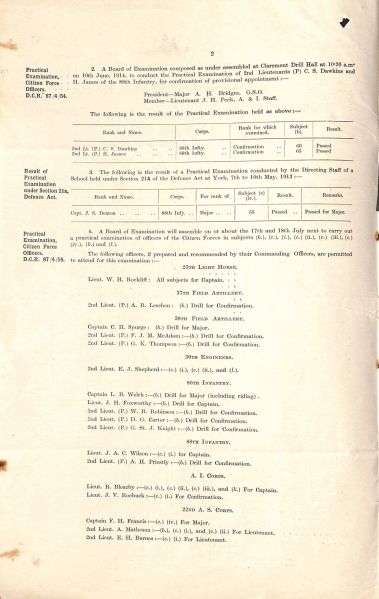 2
Practical
Examination,
Citizen Force
Officers.
D.C.R. 87/4/54.
2. A Board of Examination composed as under assembled at Claremont Drill Hall at 10.30 a.m.
on 10th June, 1914, to conduct the Practical Examination of 2nd Lieutenants (P) C. S. Dawkins and
H. James of the 88th Infantry, for confirmation of provisional appointment :—
President—Major A. H. Bridges, G.S.O.
Member—Lieutenant J. H. Peck, A. & I. Staff.
The following is the result of the Practical Examination held as above:—
Rank and Name. Corps. Rank for which examined. Subject (b). Result.
2nd Lt. (P.) C. S. Dawkins .. 88th Infty. .. Confirmation .. 60 Passed
2nd Lt. (P.) H. James .. 88th Infty. .. Confirmation .. 65 Passed
Result of
Practical
Examination
under Section 21A,
Defence Act.
3. The following is the result of a Practical Examination conducted by the Directing Staff of a
School held under Section 21A of the Defence Act at York, 7th to 10th May, 1913 :—
Rank and Name. Corps. For rank of. Subject (c) (iv.). Result. Remarks.
Capt. J. S. Denton .. .. .. 88th Infy. .. Major .. .. 55 Passed .. Passed for Major.
Practical
Examination,
Citizen Force
Officers.
D.C.R. 87/4/56.
4. A Board of Examination will assemble on or about the 17th and 18th July next to carry out
a practical examination of officers of the Citizen Forces in subjects (b.), (c.), (i.), (c.) (ii.), (c.) (iii.), (c)
(iv.), (k) and (l.).
The following officers, if prepared and recommended by their Commanding Officers, are permitted
to attend for this examination :—
25th Light Horse.
Lieut. W. H. Rockliff: All subjects for Captain.
37th Field Artillery.
2nd Lieut. (P.) A. R. Leschen: (b.) Drill for Confirmation.
38th Field Artillery.
Captain C. H. Spurge : (b.) Drill for Major.
2nd Lieut. (P.) F. J. M. McAdam : (b.) Drill for Confirmation.
2nd Lieut. (P.) G. K. Thompson : (b.) Drill for Confirmation.
30th Engineers.
2nd Lieut. E. J. Shepherd :—(c.) (i.), (c.) (ii.), and (l.).
86th Infantry.
Captain L. B. Welch :—(b.) Drill for Major (including riding).
Lieut. J. H. Foxworthy :—(b.) Drill for Captain.
2nd Lieut. (P.) W. B. Robinson :—(b.) Drill for Confirmation.
2nd Lieut. (P.) D. G. Carter :—(b.) Drill for Confirmation.
2nd Lieut. (P.) G. St. J. Knight :—(b.) Drill for Confirmation.
88th Infantry.
Lieut. J. A. C. Wilson :—(c.) (i.) for Captain.
2nd Lieut. (P.) A. H. Priestly :—(b.) Drill for Confirmation.
A. I. Corps.
Lieut. B. Bleazby :—(c.) (i.), (c.) (ii.), (c.) (iii.), and (k.) For Captain.
Lieut. J. V. Roebuck :—(c.) (i.) For Confirmation.
22nd A. S. Corps.
Captain F. H. Francis :—(c.) (iv.) For Major.
2nd Lieut. A. Matheson :—(b.), (c.) (i.), and (c.) (ii.) For Lieutenant.
2nd Lieut. E. H. Barnes :—(c.) (i.) For Lieutenant.